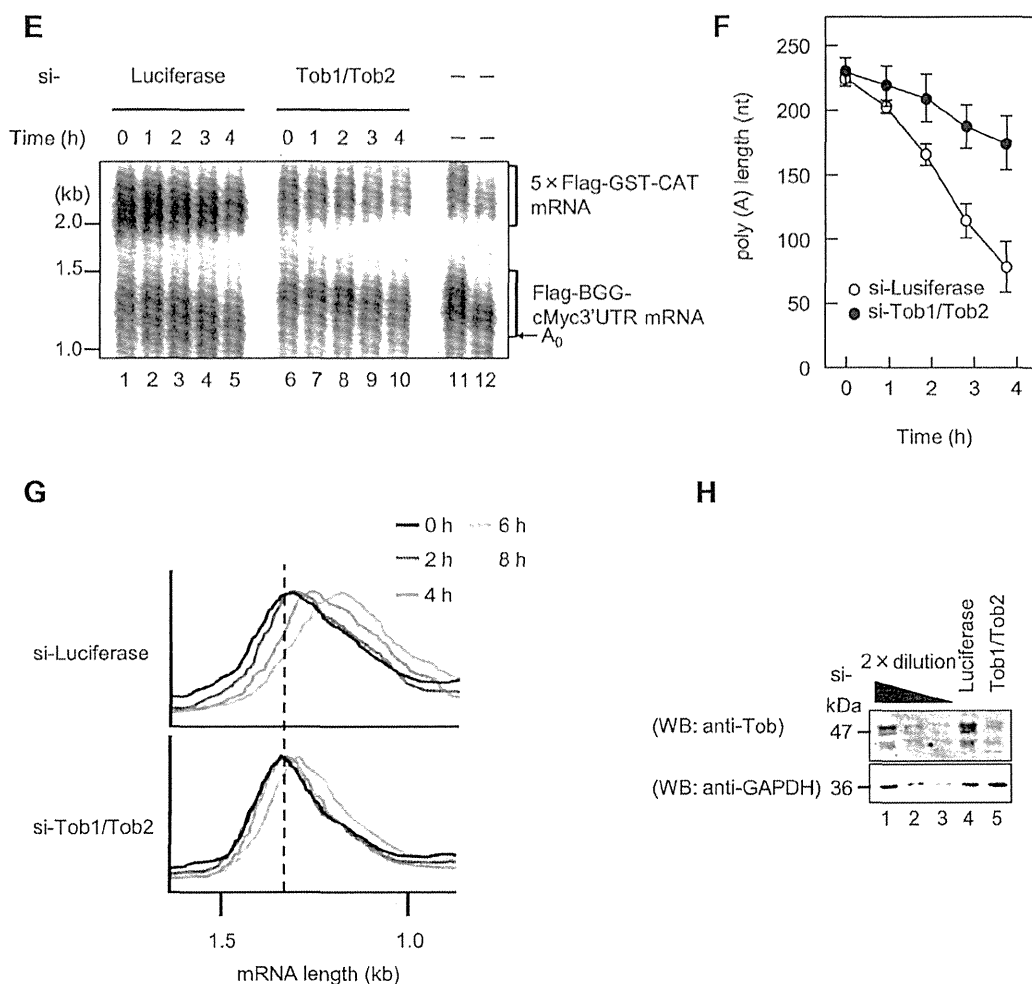 E
si- Luciferase Tob1/Tob2 – –
Time (h) 0 1 2 3 4 0 1 2 3 4 – –
(kb)
2.0
1.5
1.0
5×Flag-GST-CAT
mRNA
Flag-BGG-
cMyc3'UTR mRNA
A0
1 2 3 4 5 6 7 8 9 10 11 12
F
poly (A) length (nt)
250
200
150
100
50
0
si-Lusiferase
si-Tob1/Tob2
0 1 2 3 4
Time (h)
G
0 h
2 h
4 h
6 h
8 h
si-Luciferase
si-Tob1/Tob2
1.5 1.0
mRNA length (kb)
H
si- 2×dilution Luciferase Tob1/Tob2
kDa
(WB: anti-Tob) 47
(WB: anti-GAPDH) 36
1 2 3 4 5